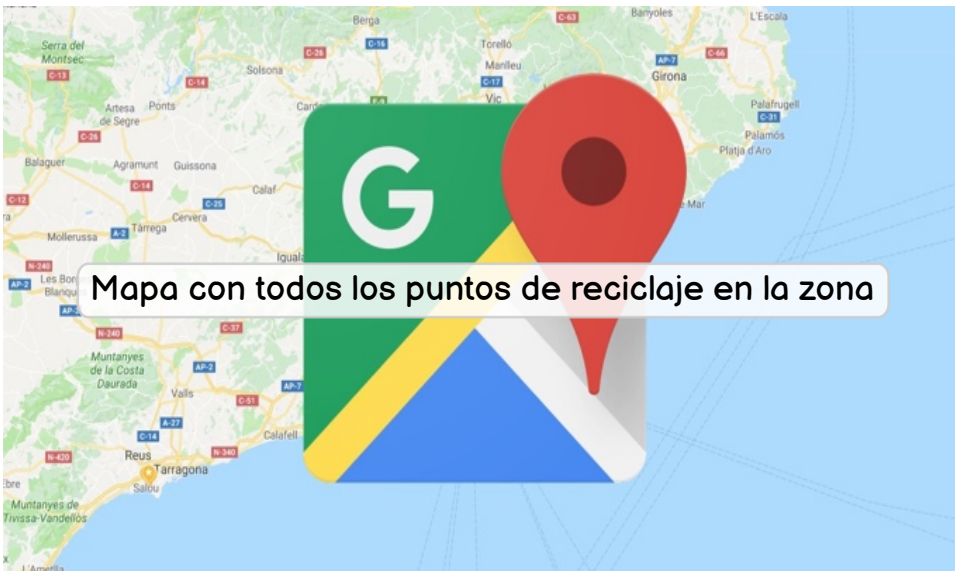 Berga
C-63
Banyoles
L'Escala
C-16
Serra del
Montsec
C-26
Torelló
AP-7
C-66
C-13
Solsona
Manlleu
C-14
C-17
Girona
Vic
Artesa
de Segre
Ponts
Palafrugell
C-31
C-26
Palamós
Platja d'Aro
Balaguer
Agramunt
Guissona
G
C-14
Calaf
C-12
C-25
Cervera
Mollerussa
A-2
Tàrrega
N-240
AP-2
Mapa con todos los puntos de reciclaje en la zona
N-240
C-37
Muntanyes
de la Costa
Daurada
AP-2
Valls
AP-7
C-51
A-27
C-14
Calafell
N-420
Reus
N-340
Tarragona
Salou
Muntanyes de
Tivissa-Vandellòs
L'Ametlla